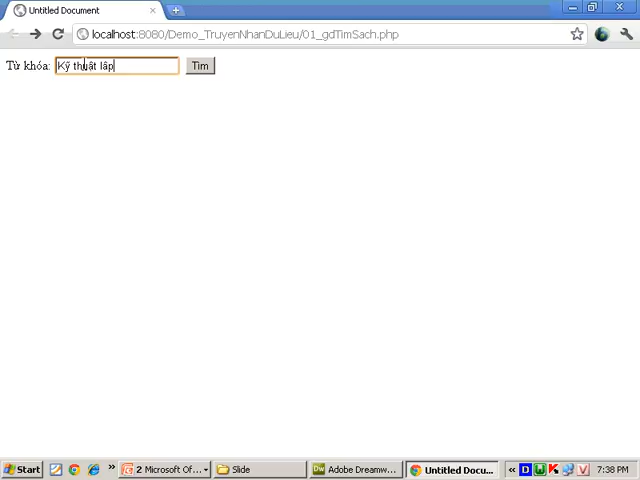 Untitled Document
localhost:8080/Demo_TruyenNhanDuLieu/01_gdTimSach.php
Từ khóa: Kỹ thuật lâp Tìm
Start » 2 Microsoft Of... Slide Adobe Dreamw... Untitled Docu... « D W K V 7:38 PM